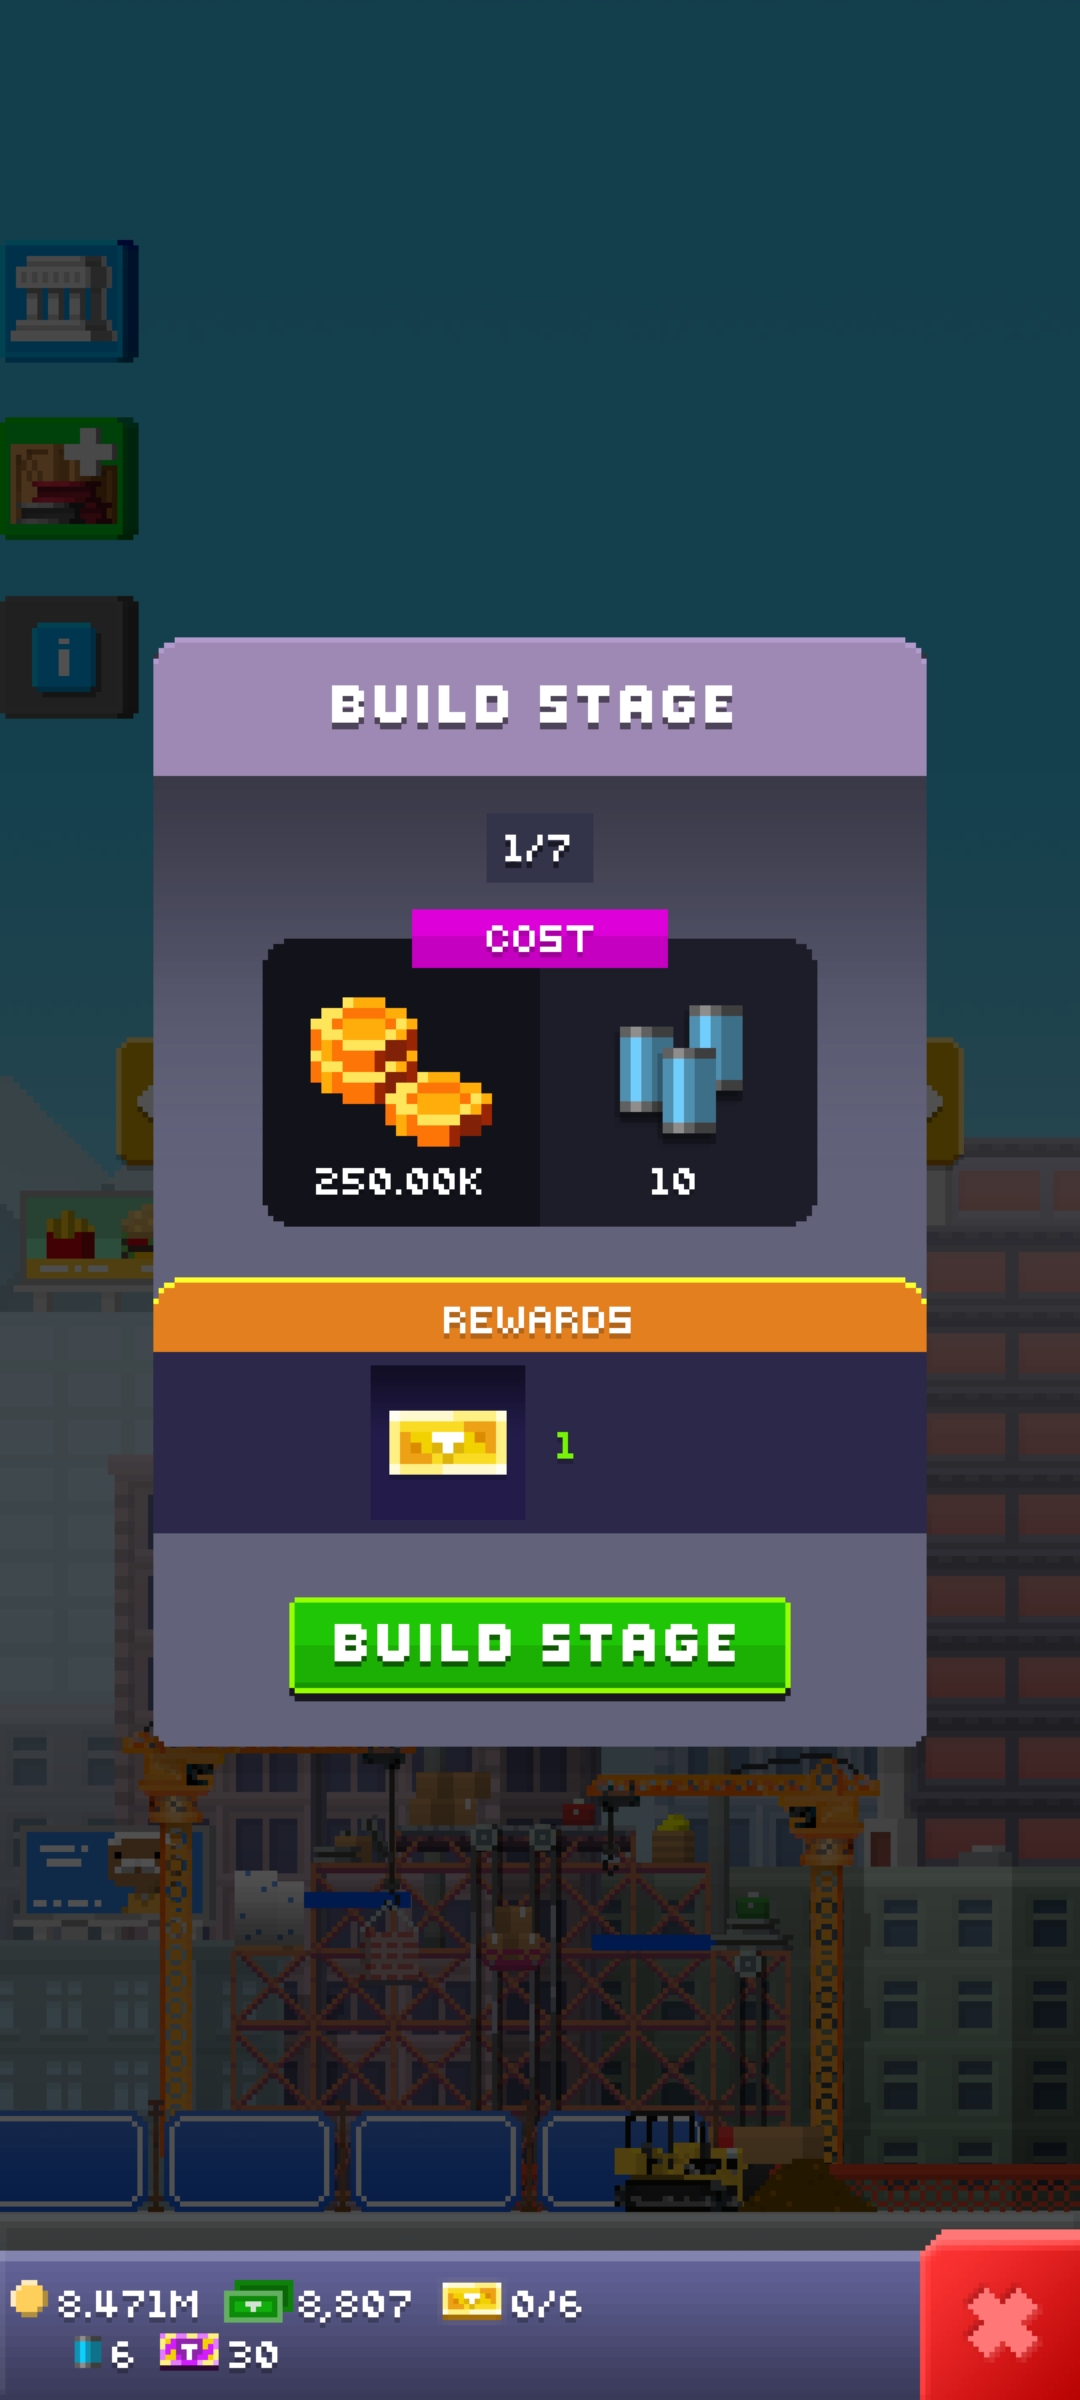 BUILD STAGE
1/7
COST
250.00K
10
REWARDS
1
BUILD STAGE
8.471M 8,807 0/6
6 30